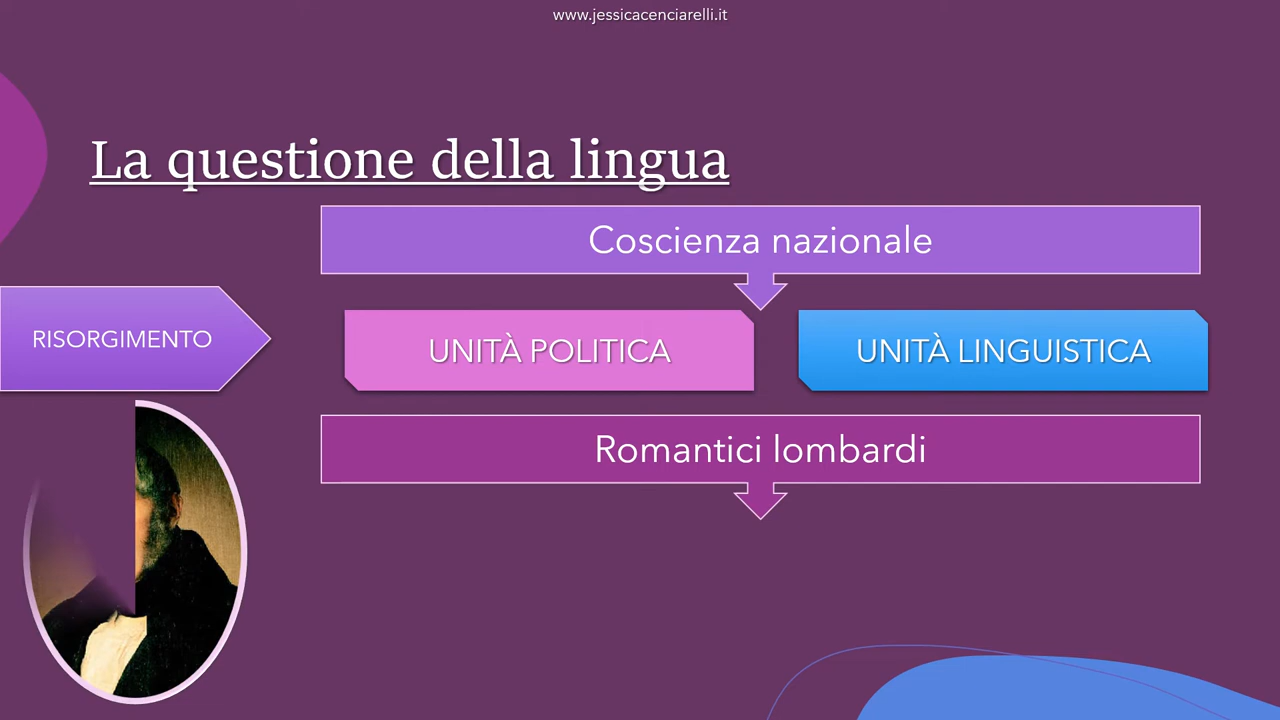 www.jessicacenciarelli.it
La questione della lingua
Coscienza nazionale
RISORGIMENTO
UNITÀ POLITICA
UNITÀ LINGUISTICA
Romantici lombardi